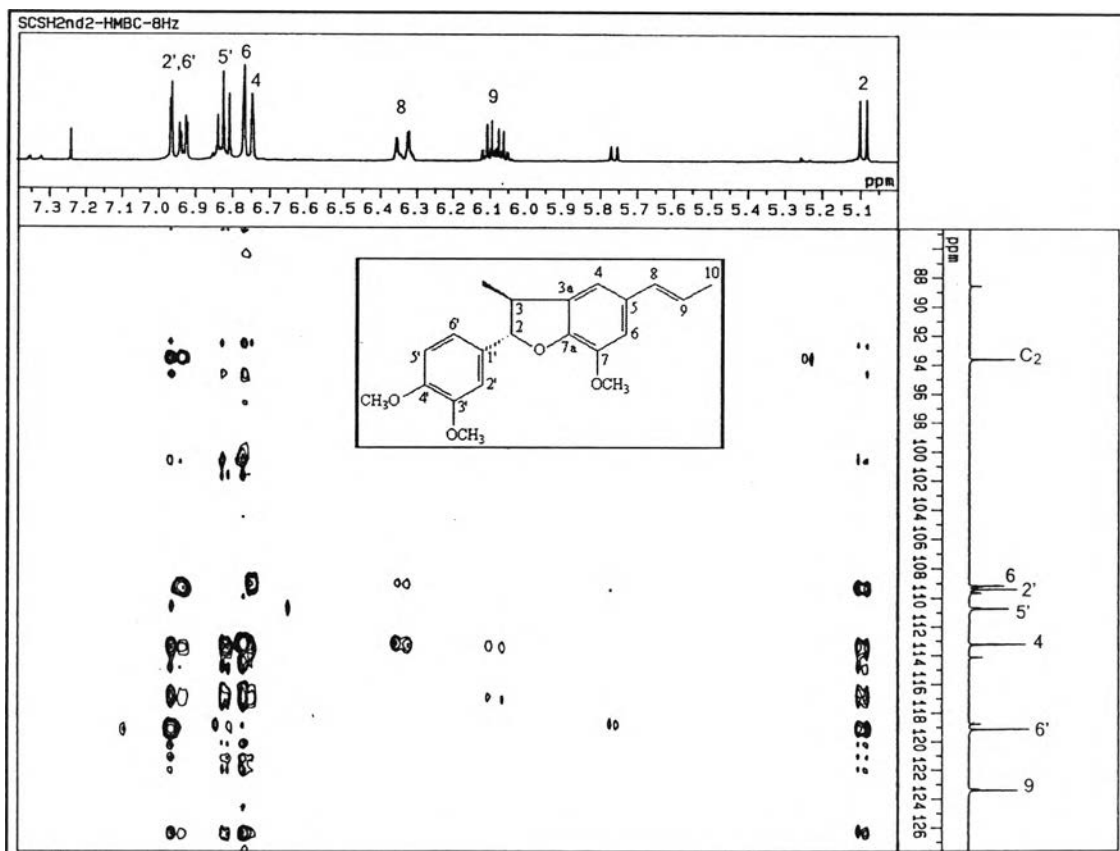 SCSH2nd2-HMBC-8Hz
2',6' 5' 6 4 8 9 2
ppm
7.3 7.2 7.1 7.0 6.9 6.8 6.7 6.6 6.5 6.4 6.3 6.2 6.1 6.0 5.9 5.8 5.7 5.6 5.5 5.4 5.3 5.2 5.1
ppm
88
90
92
94
96
98
100
102
104
106
108
110
112
114
116
118
120
122
124
126
C2
6
2'
5'
4
6'
9
4 8 10
3a
3 5 9
2 6
6' O 7a
1' 7
5' 2' OCH3
4'
CH3O 3'
OCH3